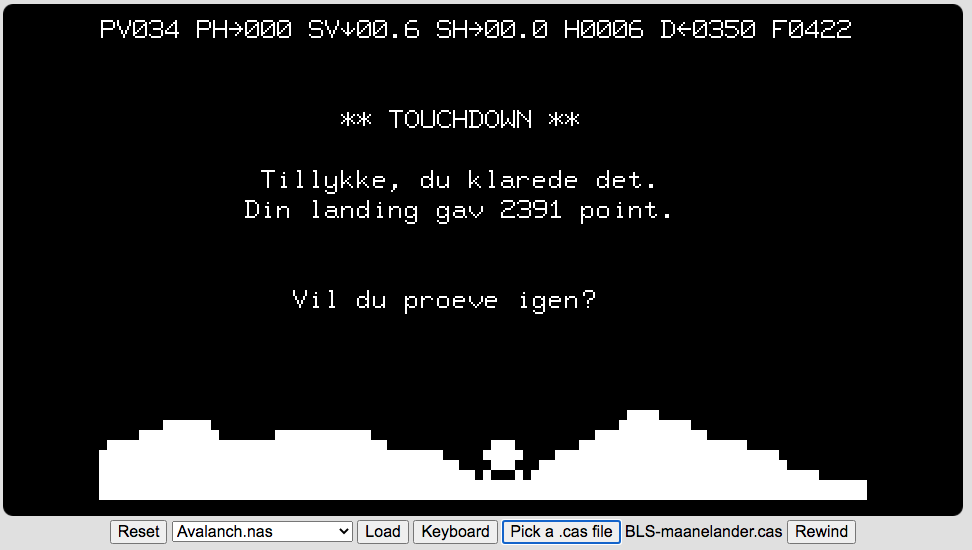 PV034 PH→000 SV↓00.6 SH→00.0 H0006 D←0350 F0422
** TOUCHDOWN **
Tillykke, du klarede det.
Din landing gav 2391 point.
Vil du proeve igen?
Reset Avalanch.nas Load Keyboard Pick a .cas file BLS-maanelander.cas Rewind